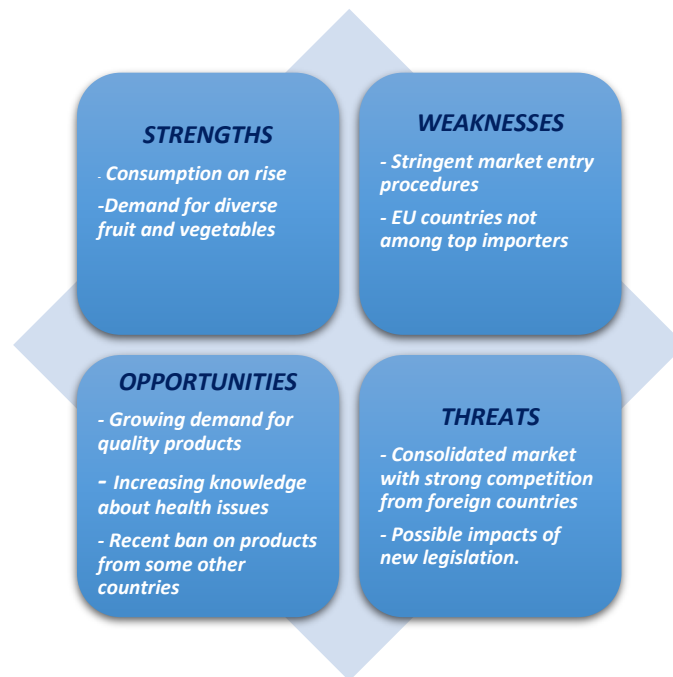 STRENGTHS
- Consumption on rise
-Demand for diverse
fruit and vegetables
WEAKNESSES
- Stringent market entry
procedures
- EU countries not
among top importers
OPPORTUNITIES
- Growing demand for
quality products
- Increasing knowledge
about health issues
- Recent ban on products
from some other
countries
THREATS
- Consolidated market
with strong competition
from foreign countries
- Possible impacts of
new legislation.